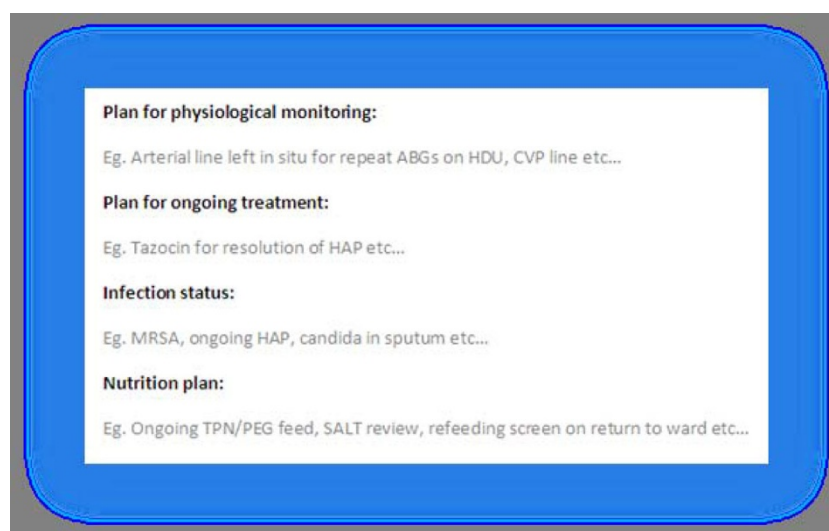 Plan for physiological monitoring:
Eg. Arterial line left in situ for repeat ABGs on HDU, CVP line etc...
Plan for ongoing treatment:
Eg. Tazocin for resolution of HAP etc...
Infection status:
Eg. MRSA, ongoing HAP, candida in sputum etc...
Nutrition plan:
Eg. Ongoing TPN/PEG feed, SALT review, refeeding screen on return to ward etc...